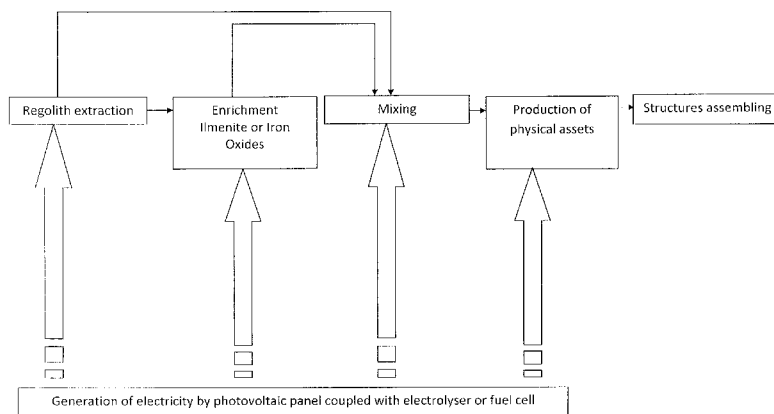 Regolith extraction
Enrichment
Ilmenite or Iron
Oxides
Mixing
Production of
physical assets
Structures assembling
Generation of electricity by photovoltaic panel coupled with electrolyser or fuel cell